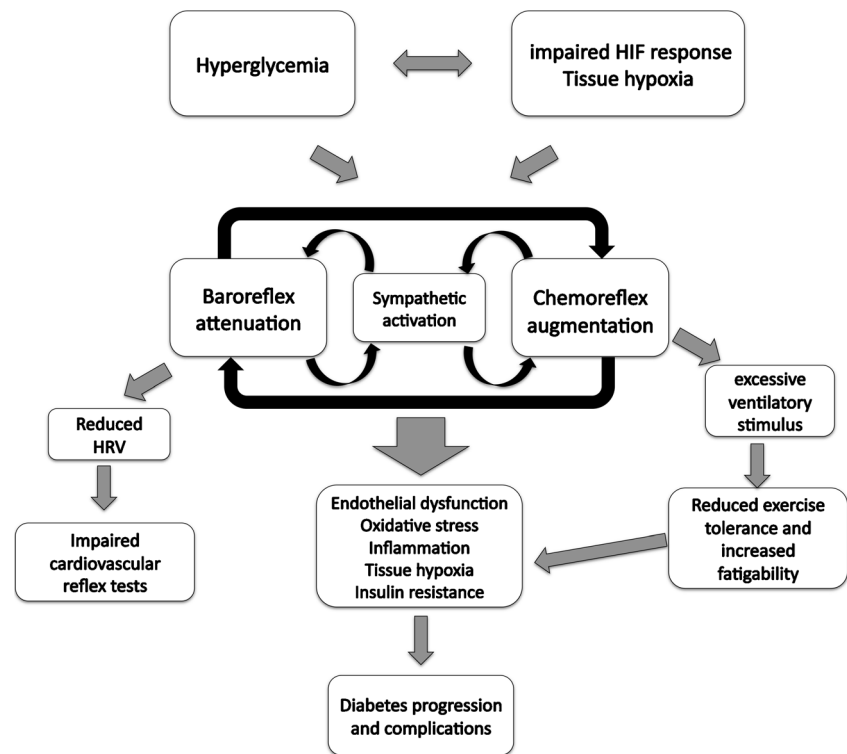 Hyperglycemia
impaired HIF response
Tissue hypoxia
Baroreflex
attenuation
Sympathetic
activation
Chemoreflex
augmentation
excessive
ventilatory
stimulus
Reduced
HRV
Endothelial dysfunction
Oxidative stress
Inflammation
Tissue hypoxia
Insulin resistance
Reduced exercise
tolerance and
increased
fatigability
Impaired
cardiovascular
reflex tests
Diabetes progression
and complications